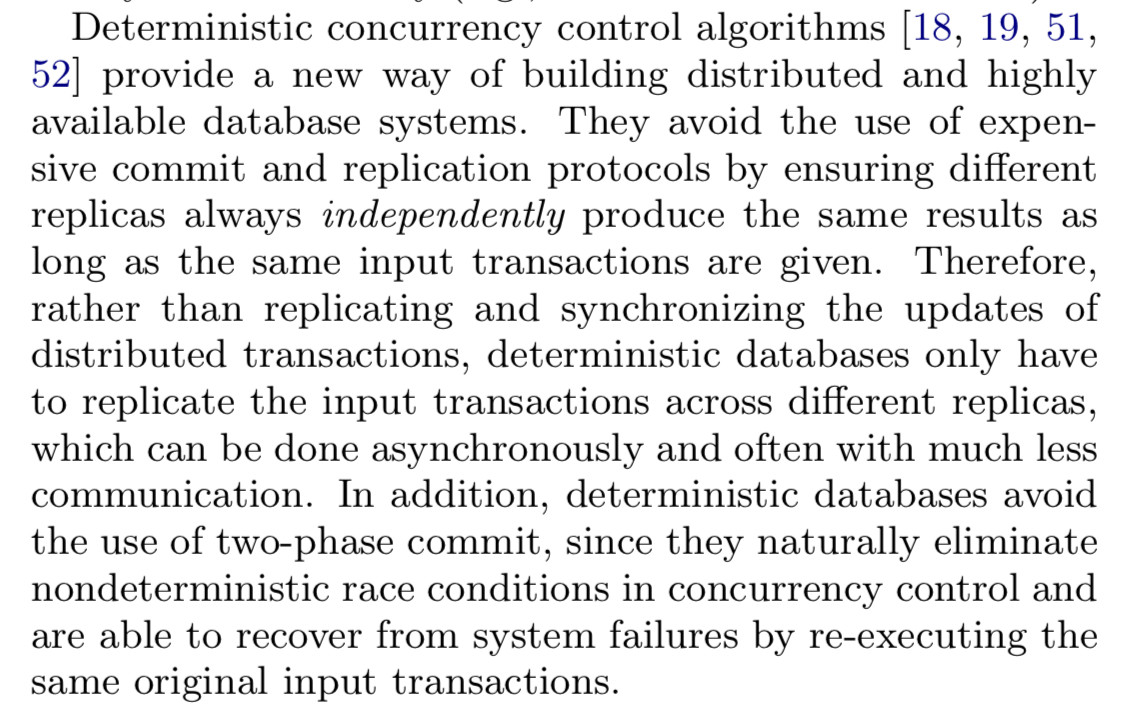 Deterministic concurrency control algorithms [18, 19, 51,
52] provide a new way of building distributed and highly
available database systems. They avoid the use of expen-
sive commit and replication protocols by ensuring different
replicas always independently produce the same results as
long as the same input transactions are given. Therefore,
rather than replicating and synchronizing the updates of
distributed transactions, deterministic databases only have
to replicate the input transactions across different replicas,
which can be done asynchronously and often with much less
communication. In addition, deterministic databases avoid
the use of two-phase commit, since they naturally eliminate
nondeterministic race conditions in concurrency control and
are able to recover from system failures by re-executing the
same original input transactions.